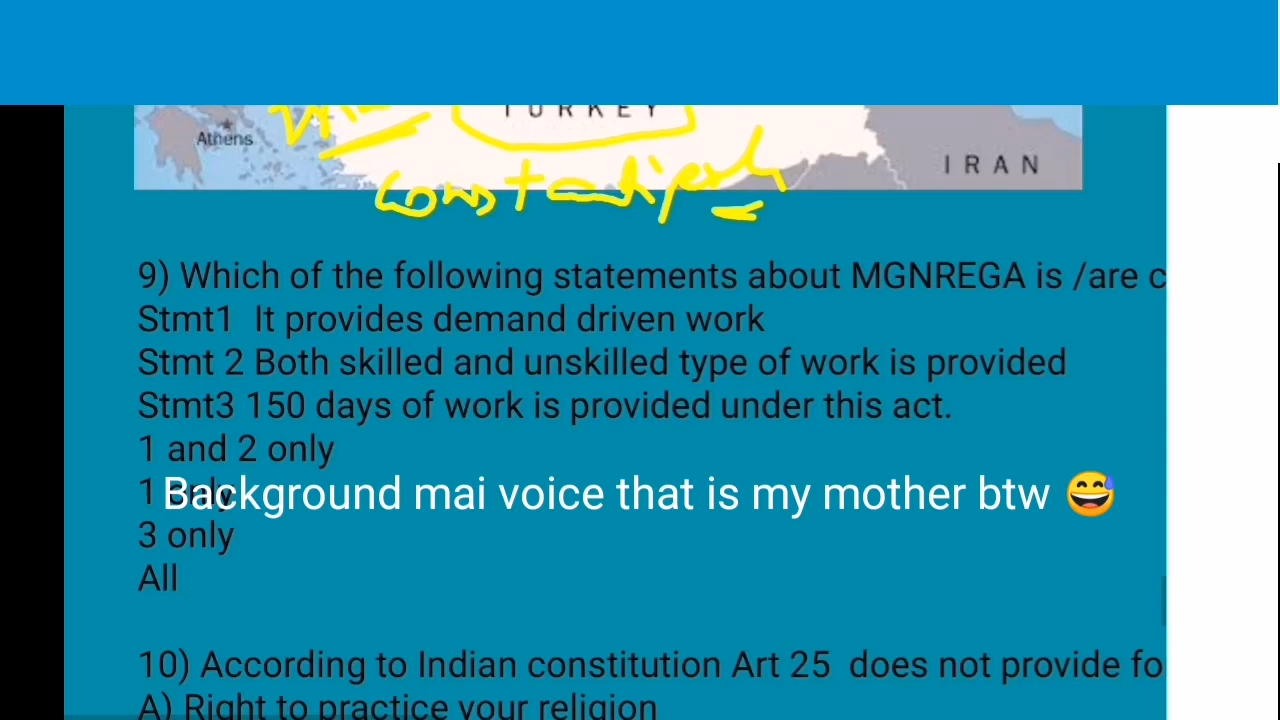 TURKEY
Athens
IRAN
9) Which of the following statements about MGNREGA is /are c
Stmt1 It provides demand driven work
Stmt 2 Both skilled and unskilled type of work is provided
Stmt3 150 days of work is provided under this act.
1 and 2 only
1 only
Background mai voice that is my mother btw 😅
3 only
All
10) According to Indian constitution Art 25 does not provide fo
A) Right to practice your religion